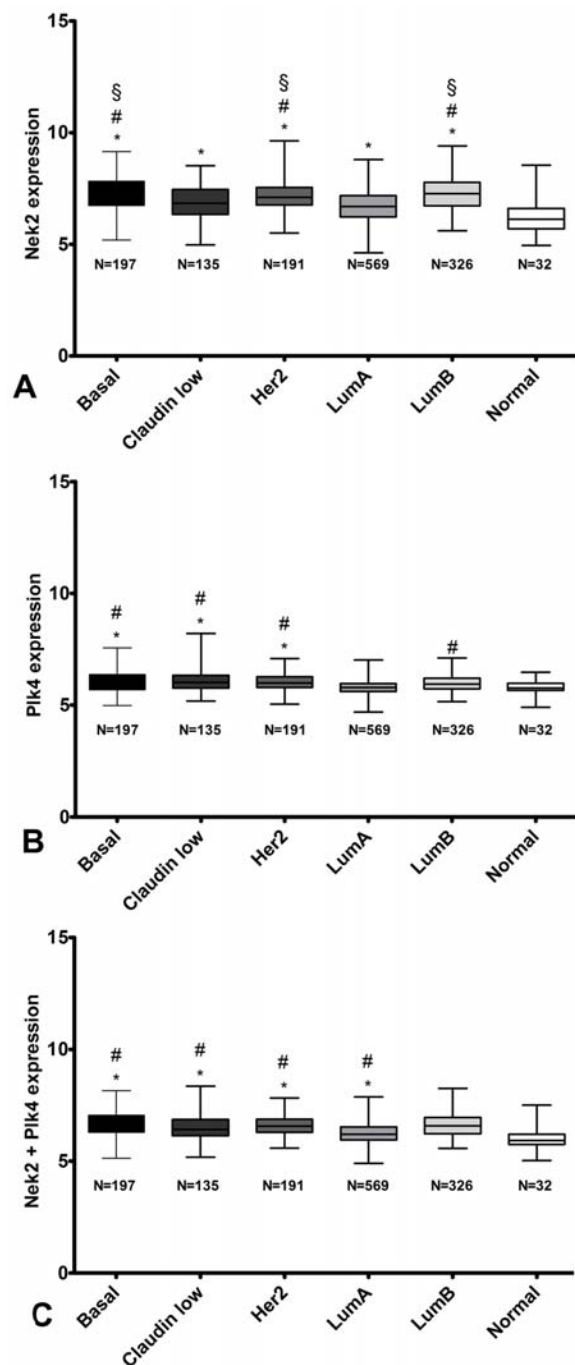 15
§ § §
# # #
* * * * *
10
Nek2 expression
5
N=197 N=135 N=191 N=569 N=326 N=32
0
A
Basal Claudin low Her2 LumA LumB Normal
15
# # # #
* * *
10
Plk4 expression
5
N=197 N=135 N=191 N=569 N=326 N=32
0
B
Basal Claudin low Her2 LumA LumB Normal
15
10
# # # #
* * * *
Nek2 + Plk4 expression
5
N=197 N=135 N=191 N=569 N=326 N=32
0
C
Basal Claudin low Her2 LumA LumB Normal